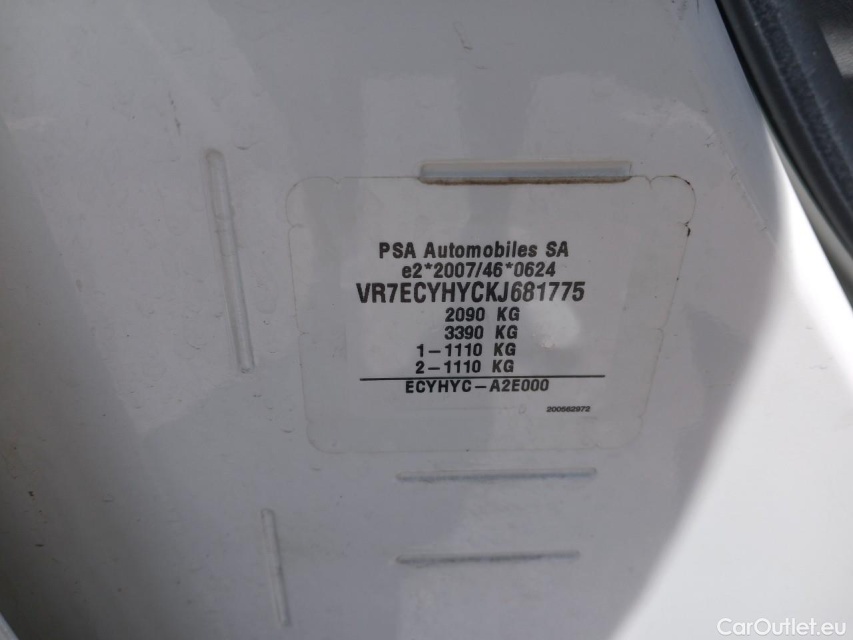 PSA Automobiles SA
e2*2007/46*0624
VR7ECYHYCKJ681775
2090 KG
3390 KG
1-1110 KG
2-1110 KG
ECYHYC-A2E000
200562972
CarOutlet.eu